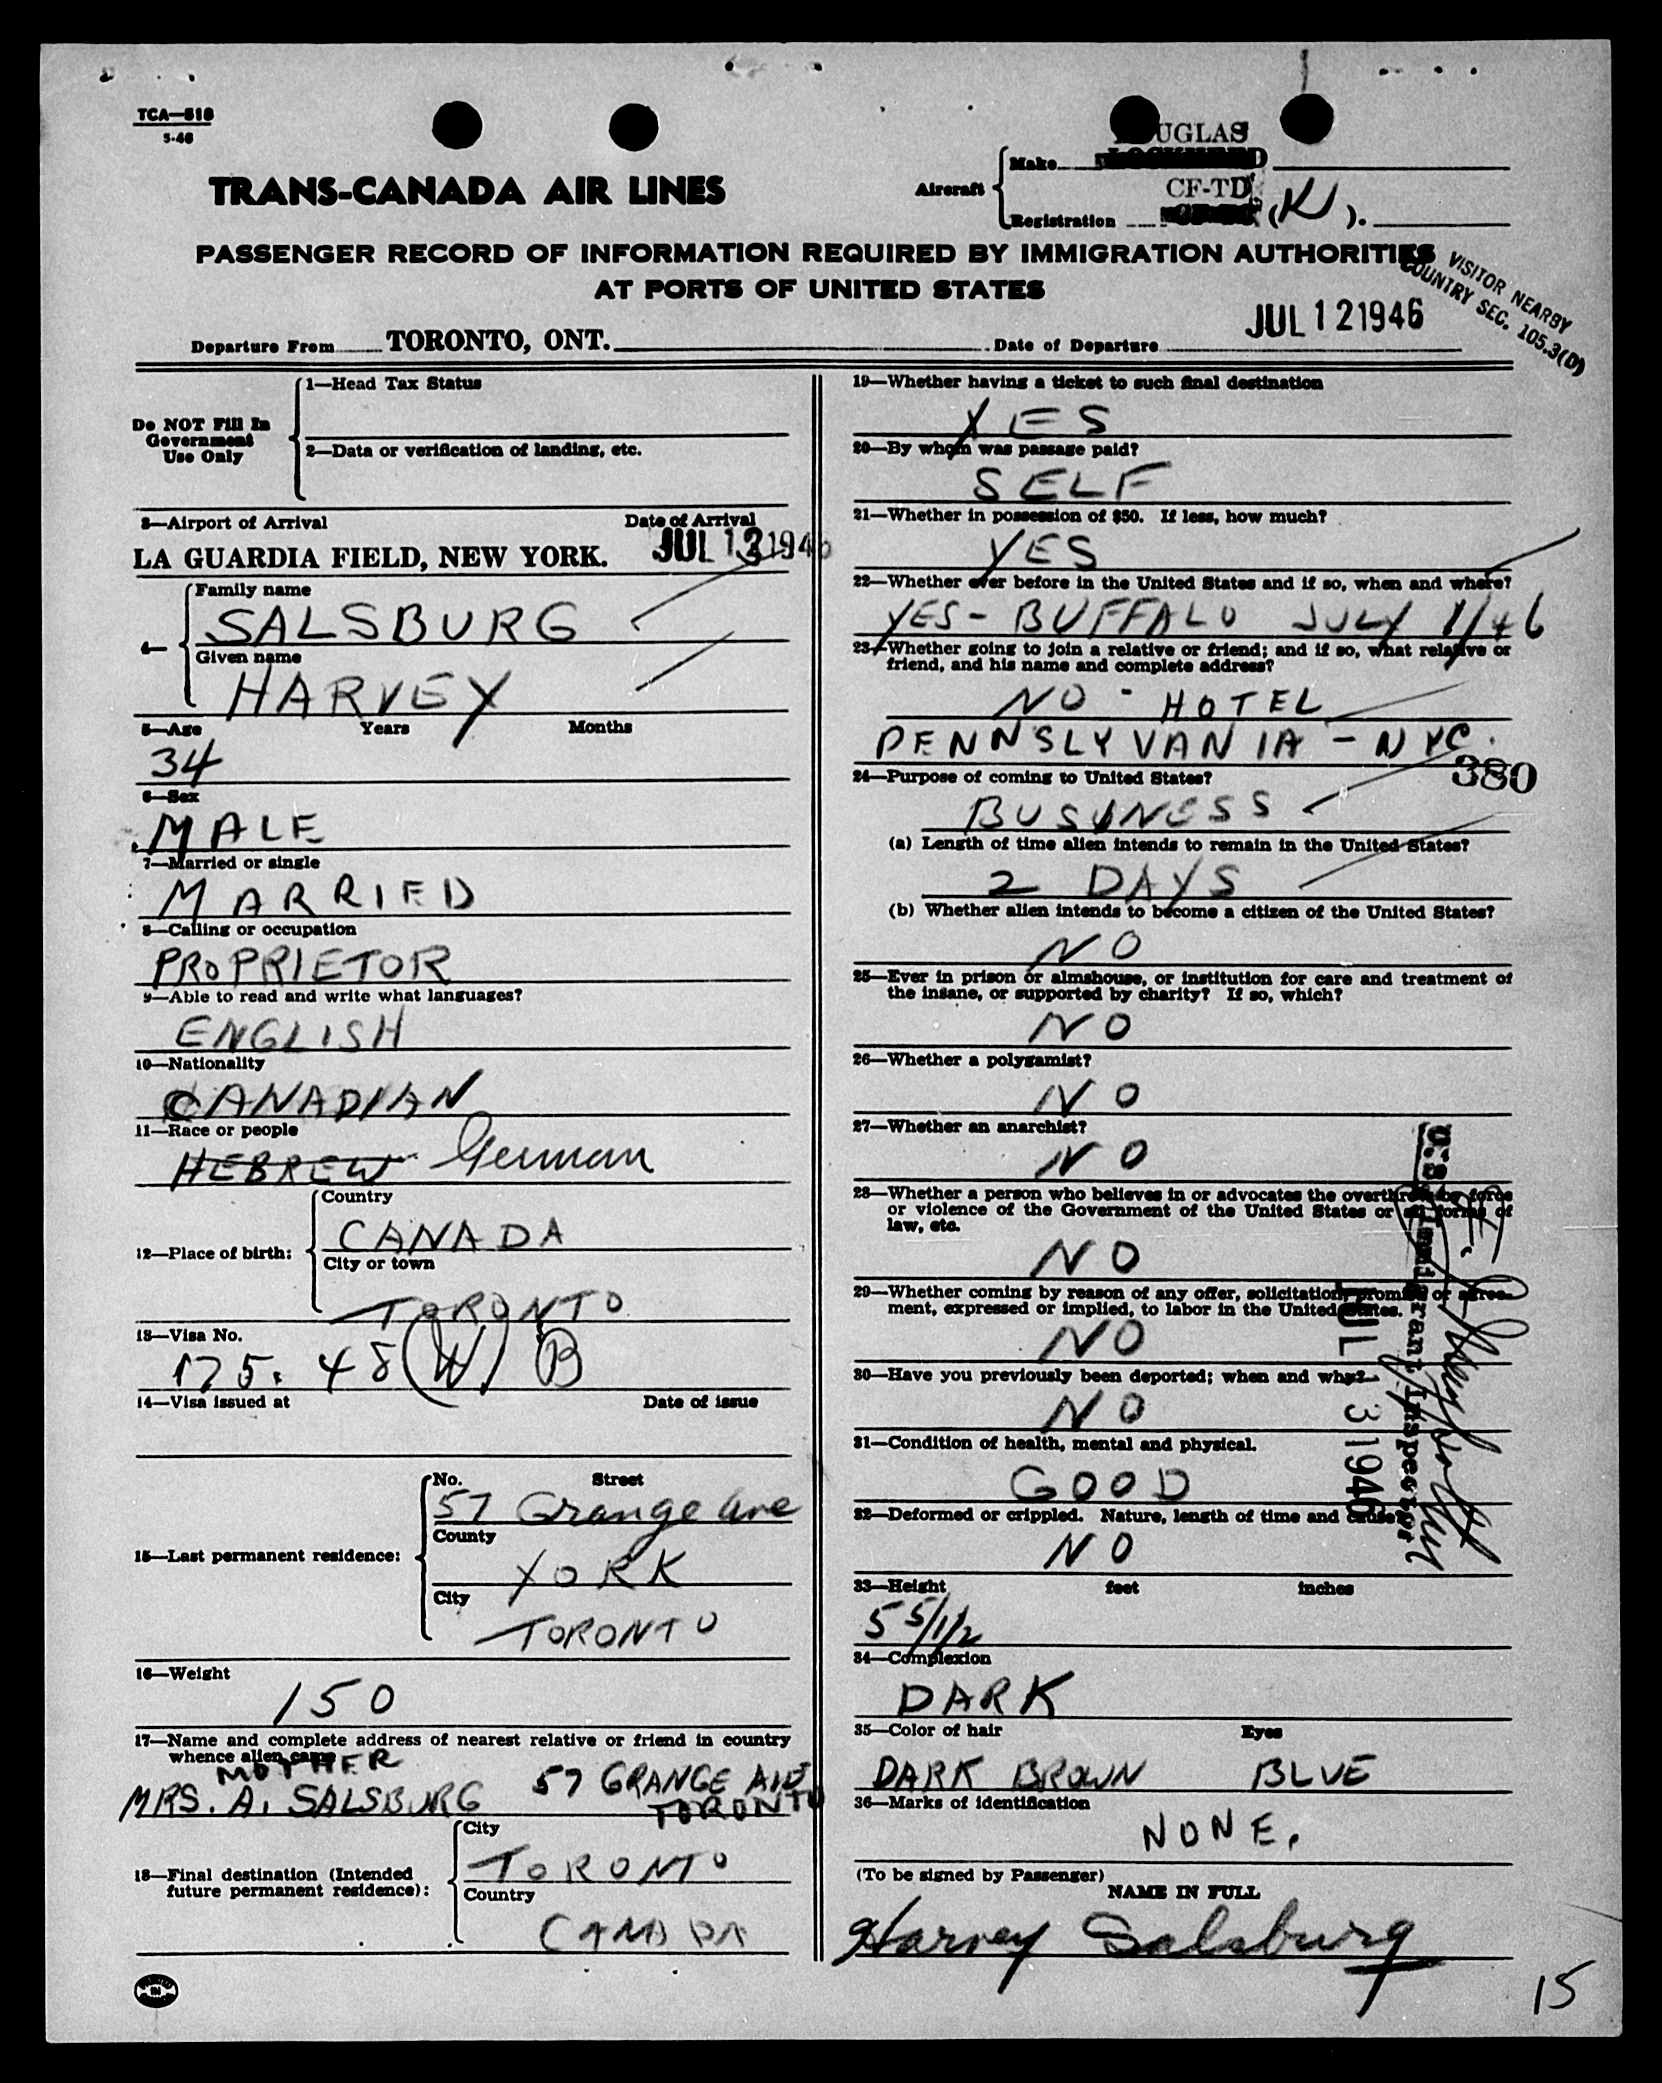 TCA—518
5-46
TRANS-CANADA AIR LINES
Aircraft
Make
UGLAS
CF-TD
Registration
(K).
PASSENGER RECORD OF INFORMATION REQUIRED BY IMMIGRATION AUTHORITIES
AT PORTS OF UNITED STATES
VISITOR NEARBY
COUNTRY SEC. 105.3(D)
Departure From TORONTO, ONT.
Date of Departure JUL 12 1946
Do NOT Fill In
Government
Use Only
1—Head Tax Status
2—Data or verification of landing, etc.
3—Airport of Arrival Date of Arrival
LA GUARDIA FIELD, NEW YORK. JUL 1 1946
4—
Family name
SALSBURG
Given name
HARVEY
5—Age Years Months
34
6—Sex
MALE
7—Married or single
MARRIED
8—Calling or occupation
PROPRIETOR
9—Able to read and write what languages?
ENGLISH
10—Nationality
CANADIAN
11—Race or people
HEBREW German
12—Place of birth:
Country
CANADA
City or town
TORONTO
13—Visa No.
175.48 (W) B
14—Visa issued at Date of issue
15—Last permanent residence:
No. Street
57 Grange ave
County
YORK
City
TORONTO
16—Weight
150
17—Name and complete address of nearest relative or friend in country
whence alien came
MOTHER
MRS. A. SALSBURG 57 GRANGE AVE
TORONTO
18—Final destination (Intended
future permanent residence):
City
TORONTO
Country
CANADA
19—Whether having a ticket to such final destination
YES
20—By whom was passage paid?
SELF
21—Whether in possession of $50. If less, how much?
YES
22—Whether ever before in the United States and if so, when and where?
YES - BUFFALO JULY 1/46
23—Whether going to join a relative or friend; and if so, what relative or
friend, and his name and complete address?
NO - HOTEL
PENNSLYVANIA - NYC.
380
24—Purpose of coming to United States?
BUSINESS
(a) Length of time alien intends to remain in the United States?
2 DAYS
(b) Whether alien intends to become a citizen of the United States?
NO
25—Ever in prison or almshouse, or institution for care and treatment of
the insane, or supported by charity? If so, which?
NO
26—Whether a polygamist?
NO
27—Whether an anarchist?
NO
28—Whether a person who believes in or advocates the overthrow by force
or violence of the Government of the United States or all forms of
law, etc.
NO
29—Whether coming by reason of any offer, solicitation, promise or agree-
ment, expressed or implied, to labor in the United States.
NO
30—Have you previously been deported; when and why?
NO
31—Condition of health, mental and physical.
GOOD
32—Deformed or crippled. Nature, length of time and cause?
NO
33—Height feet inches
5 5/1/2
34—Complexion
DARK
35—Color of hair Eyes
DARK BROWN BLUE
36—Marks of identification
NONE.
(To be signed by Passenger)
NAME IN FULL
Harvey Salsburg
U.S. Immigrant Inspector
JUL 3 1946
15